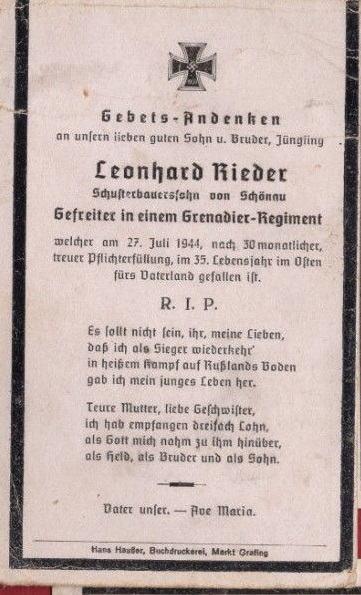 Gebets-Andenken
an unsern lieben guten Sohn u. Bruder, Jüngling
Leonhard Rieder
Schusterbauerssohn von Schönau
Gefreiter in einem Grenadier-Regiment
welcher am 27. Juli 1944, nach 30monatlicher,
treuer Pflichterfüllung, im 35. Lebensjahr im Osten
fürs Vaterland gefallen ist.
R. I. P.
Es sollt nicht sein, ihr, meine Lieben,
daß ich als Sieger wiederkehr'
in heißem Kampf auf Rußlands Boden
gab ich mein junges Leben her.
Teure Mutter, liebe Geschwister,
ich hab empfangen dreifach Lohn,
als Gott mich nahm zu ihm hinüber,
als Held, als Bruder und als Sohn.
Vater unser. — Ave Maria.
Hans Haußer, Buchdruckerei, Markt Grafing